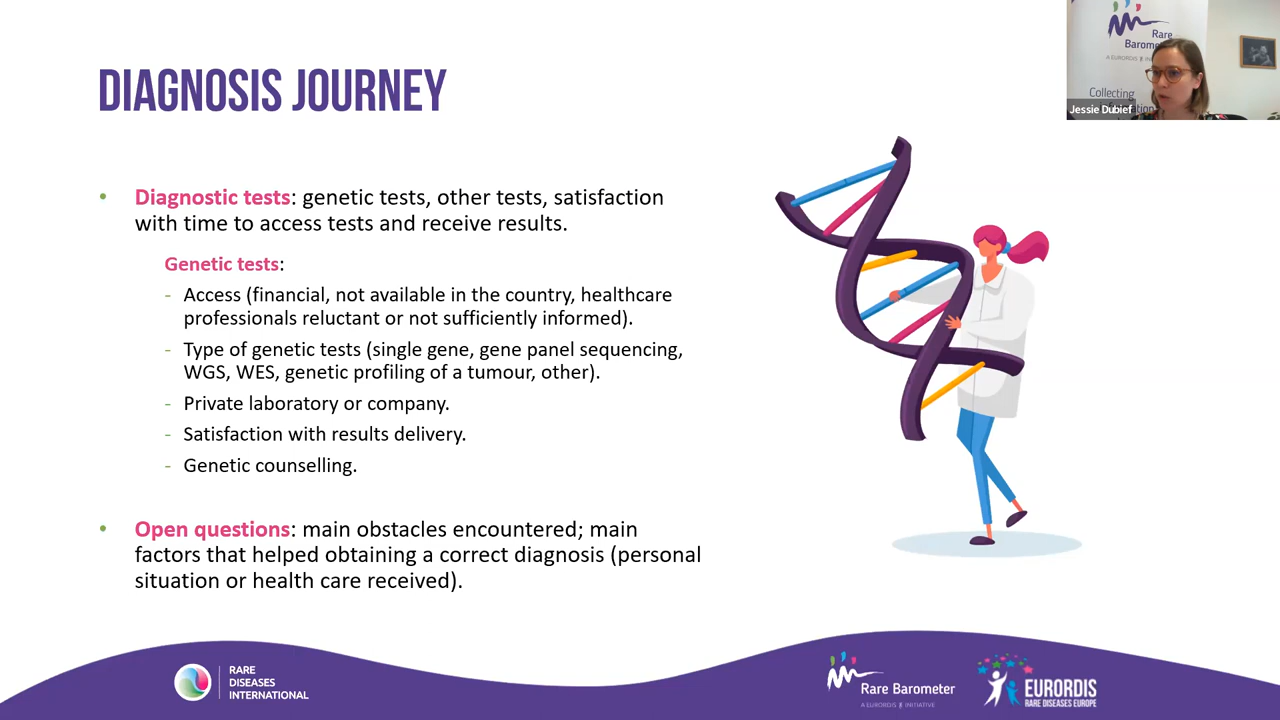 DIAGNOSIS JOURNEY
Rare
A EURORDIS
Collecting
Jessie Dubief
• Diagnostic tests: genetic tests, other tests, satisfaction
with time to access tests and receive results.
Genetic tests:
- Access (financial, not available in the country, healthcare
professionals reluctant or not sufficiently informed).
- Type of genetic tests (single gene, gene panel sequencing,
WGS, WES, genetic profiling of a tumour, other).
- Private laboratory or company.
- Satisfaction with results delivery.
- Genetic counselling.
• Open questions: main obstacles encountered; main
factors that helped obtaining a correct diagnosis (personal
situation or health care received).
RARE
DISEASES
INTERNATIONAL
Rare Barometer
A EURORDIS INITIATIVE
EURORDIS
RARE DISEASES EUROPE